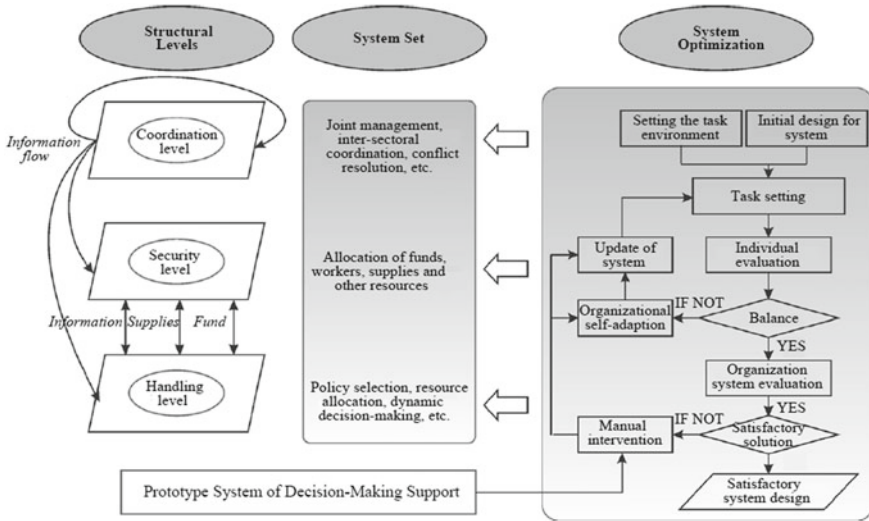 Structural
Levels
System Set
System
Optimization
Information
flow
Coordination
level
Security
level
Information Supplies Fund
Handling
level
Joint management,
inter-sectoral
coordination, conflict
resolution, etc.
Allocation of funds,
workers, supplies and
other resources
Policy selection, resource
allocation, dynamic
decision-making, etc.
Setting the task
environment
Initial design for
system
Task setting
Update of
system
Individual
evaluation
Organizational
self-adaption
IF NOT
Balance
YES
Organization
system evaluation
YES
Manual
intervention
IF NOT
Satisfactory
solution
Prototype System of Decision-Making Support
Satisfactory
system design